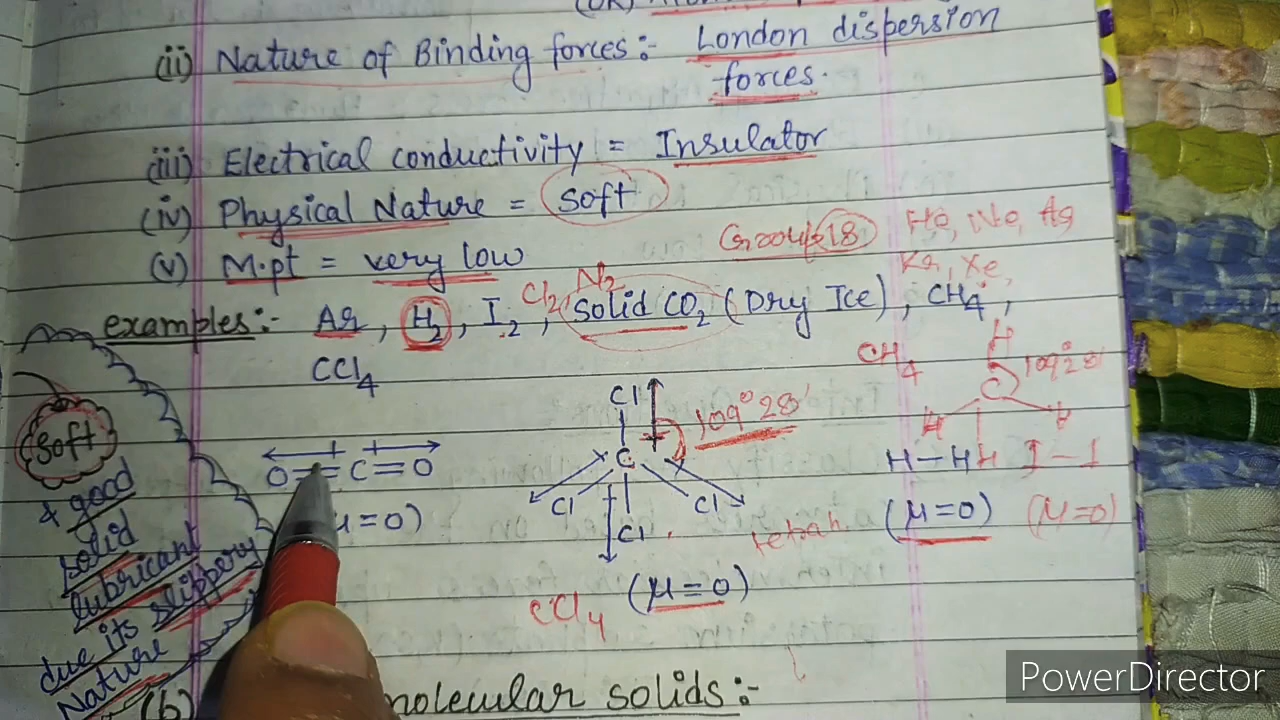 (ii) Nature of Binding forces:- London dispersion
forces.
(iii) Electrical conductivity = Insulator
(iv) Physical Nature = soft
Group 18 He, Ne, Ar
Kr, Xe,
(v) M.pt = very low
Cl2, N2
examples:- Ar, H2, I2, solid CO2 (Dry Ice), CH4,
CCl4
CH4 H 109°28'
C
H H H
Cl 109°28'
C
Cl Cl
Cl
O=C=O
μ=0)
H-H I-I
(μ=0) (μ=0)
tetrah
CCl4 (μ=0)
soft
& good
solid
lubricant
due its slippery
Nature
(b) molecular solids:-
PowerDirector